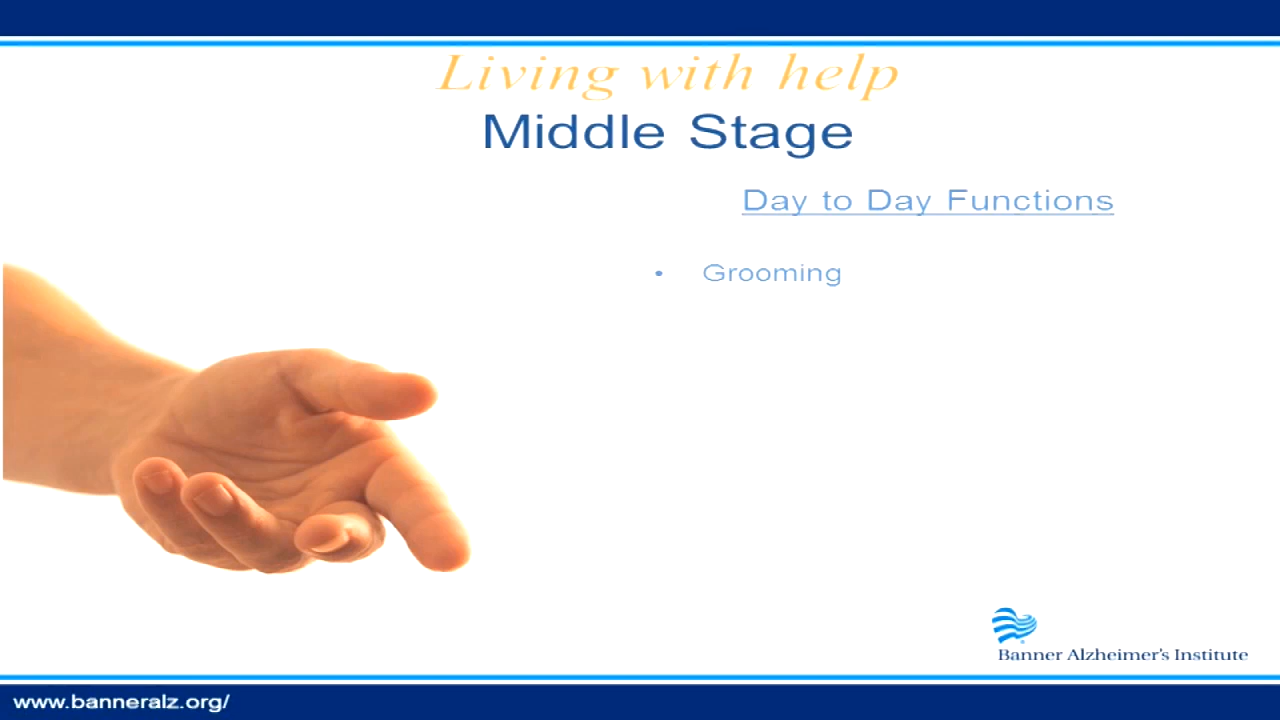 Living with help
Middle Stage
Day to Day Functions
• Grooming
Banner Alzheimer's Institute
www.banneralz.org/